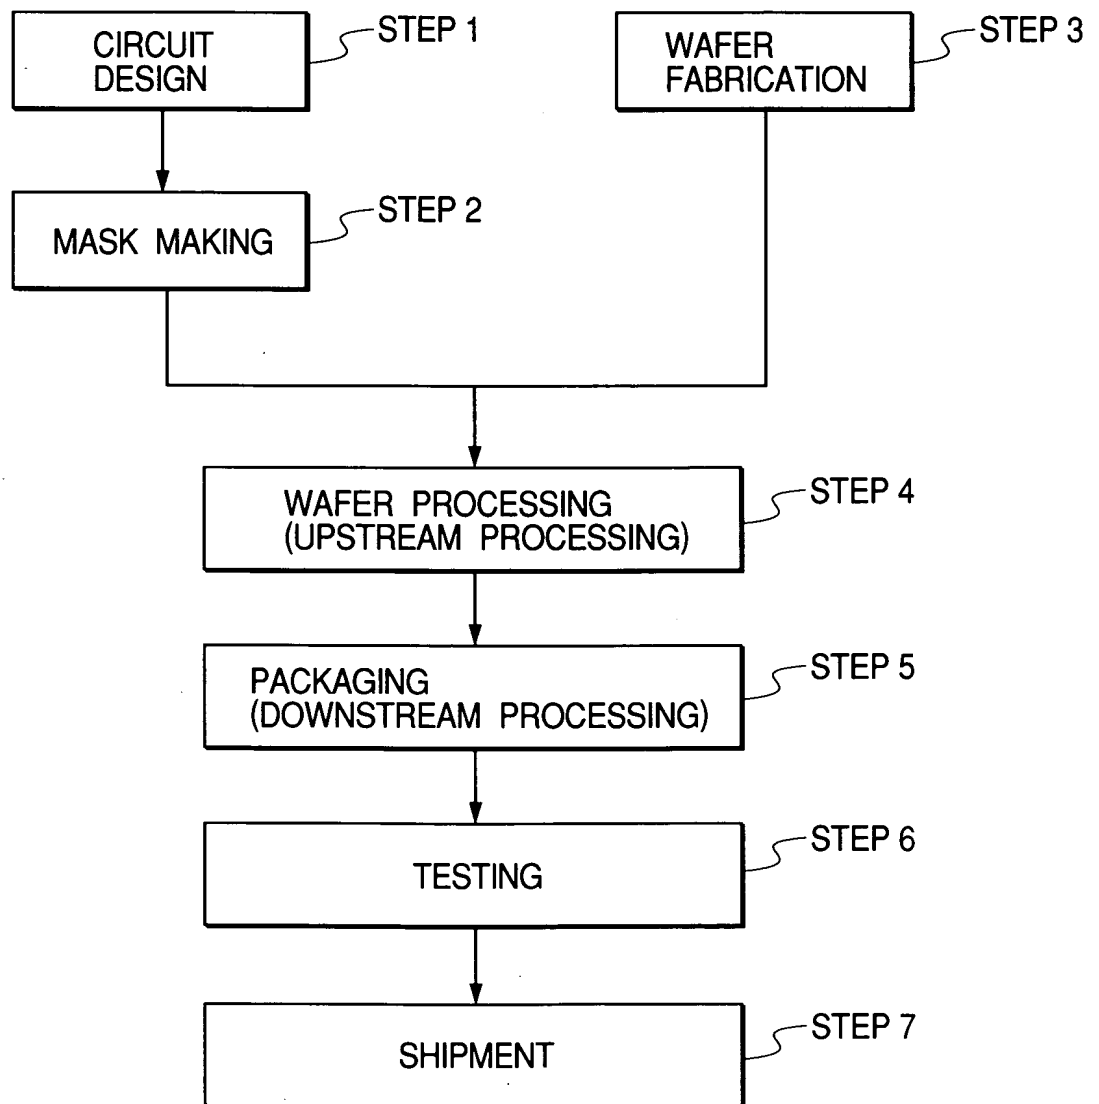 CIRCUIT
DESIGN
STEP 1
WAFER
FABRICATION
STEP 3
MASK MAKING
STEP 2
WAFER PROCESSING
(UPSTREAM PROCESSING)
STEP 4
PACKAGING
(DOWNSTREAM PROCESSING)
STEP 5
TESTING
STEP 6
SHIPMENT
STEP 7